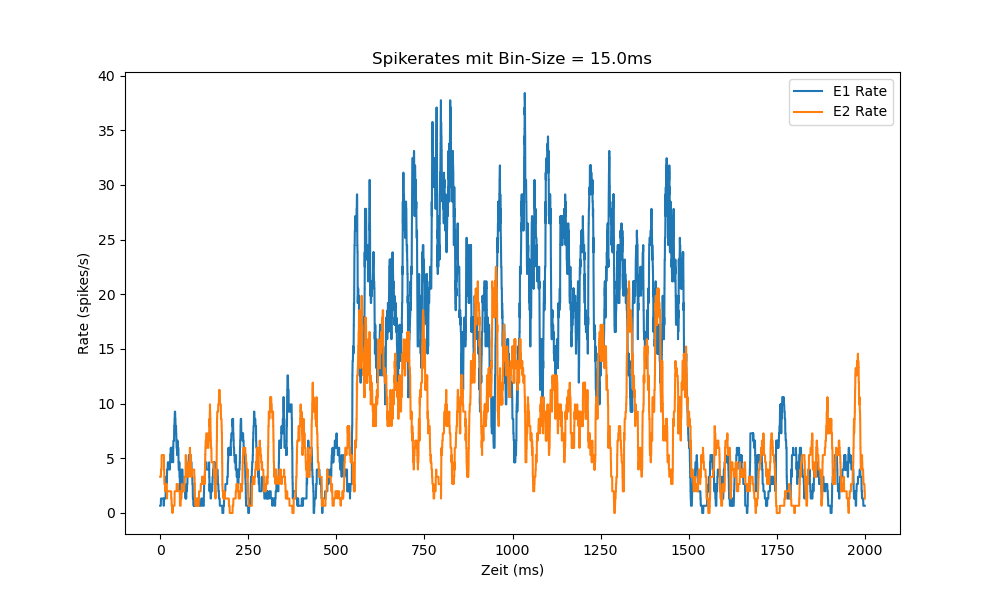 Spikerates mit Bin-Size = 15.0ms
E1 Rate
E2 Rate
Rate (spikes/s)
40
35
30
25
20
15
10
5
0
0 250 500 750 1000 1250 1500 1750 2000
Zeit (ms)